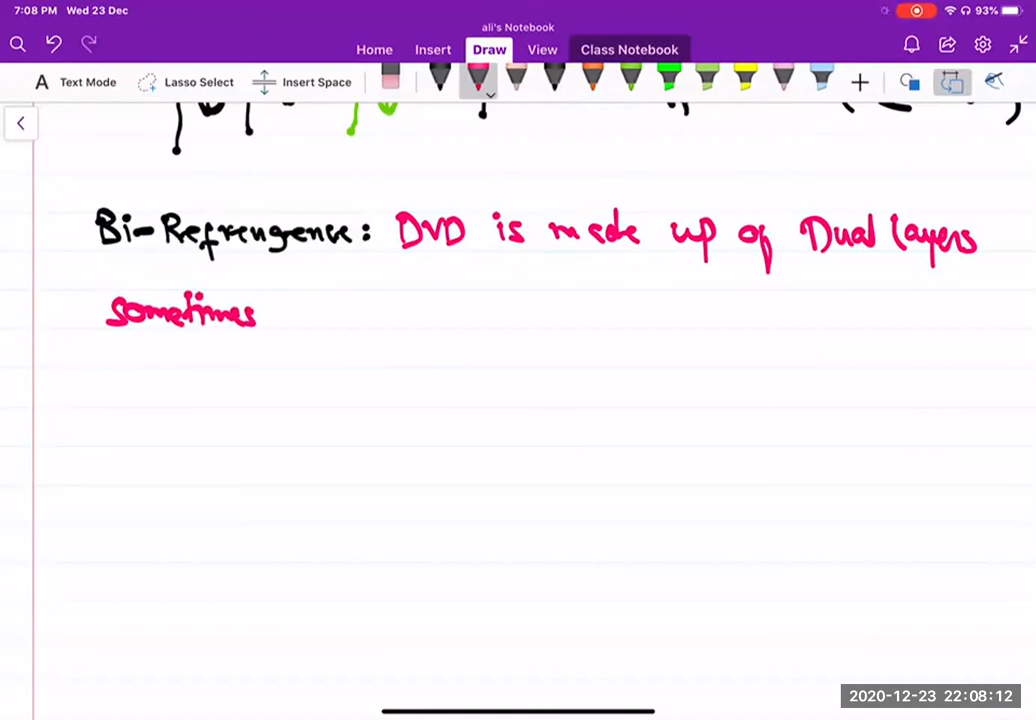 7:08 PM Wed 23 Dec
93%
ali's Notebook
Home Insert Draw View Class Notebook
A Text Mode Lasso Select Insert Space
Bi-Refrengence: DVD is made up of Dual layers
sometimes
2020-12-23 22:08:12